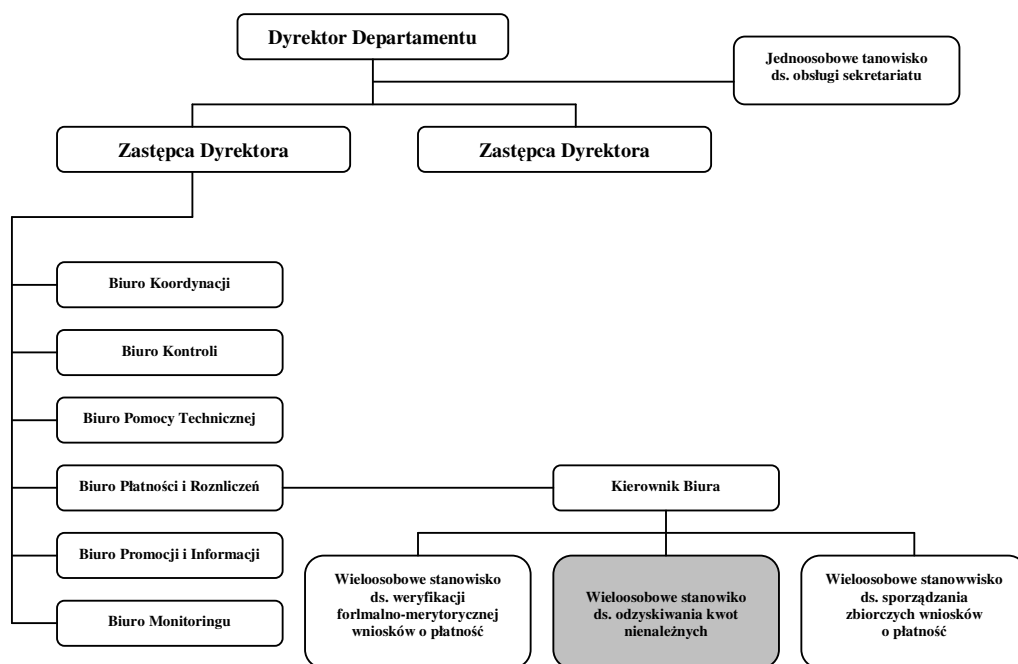 Dyrektor Departamentu
Jednoosobowe tanowisko
ds. obsługi sekretariatu
Zastępca Dyrektora
Zastępca Dyrektora
Biuro Koordynacji
Biuro Kontroli
Biuro Pomocy Technicznej
Biuro Płatności i Roznliczeń
Kierownik Biura
Biuro Promocji i Informacji
Biuro Monitoringu
Wieloosobowe stanowisko
ds. weryfikacji
forlmalno-merytorycznej
wniosków o płatność
Wieloosobowe stanowiko
ds. odzyskiwania kwot
nienależnych
Wieloosobowe stanowwisko
ds. sporządzania
zbiorczych wniosków
o płatność